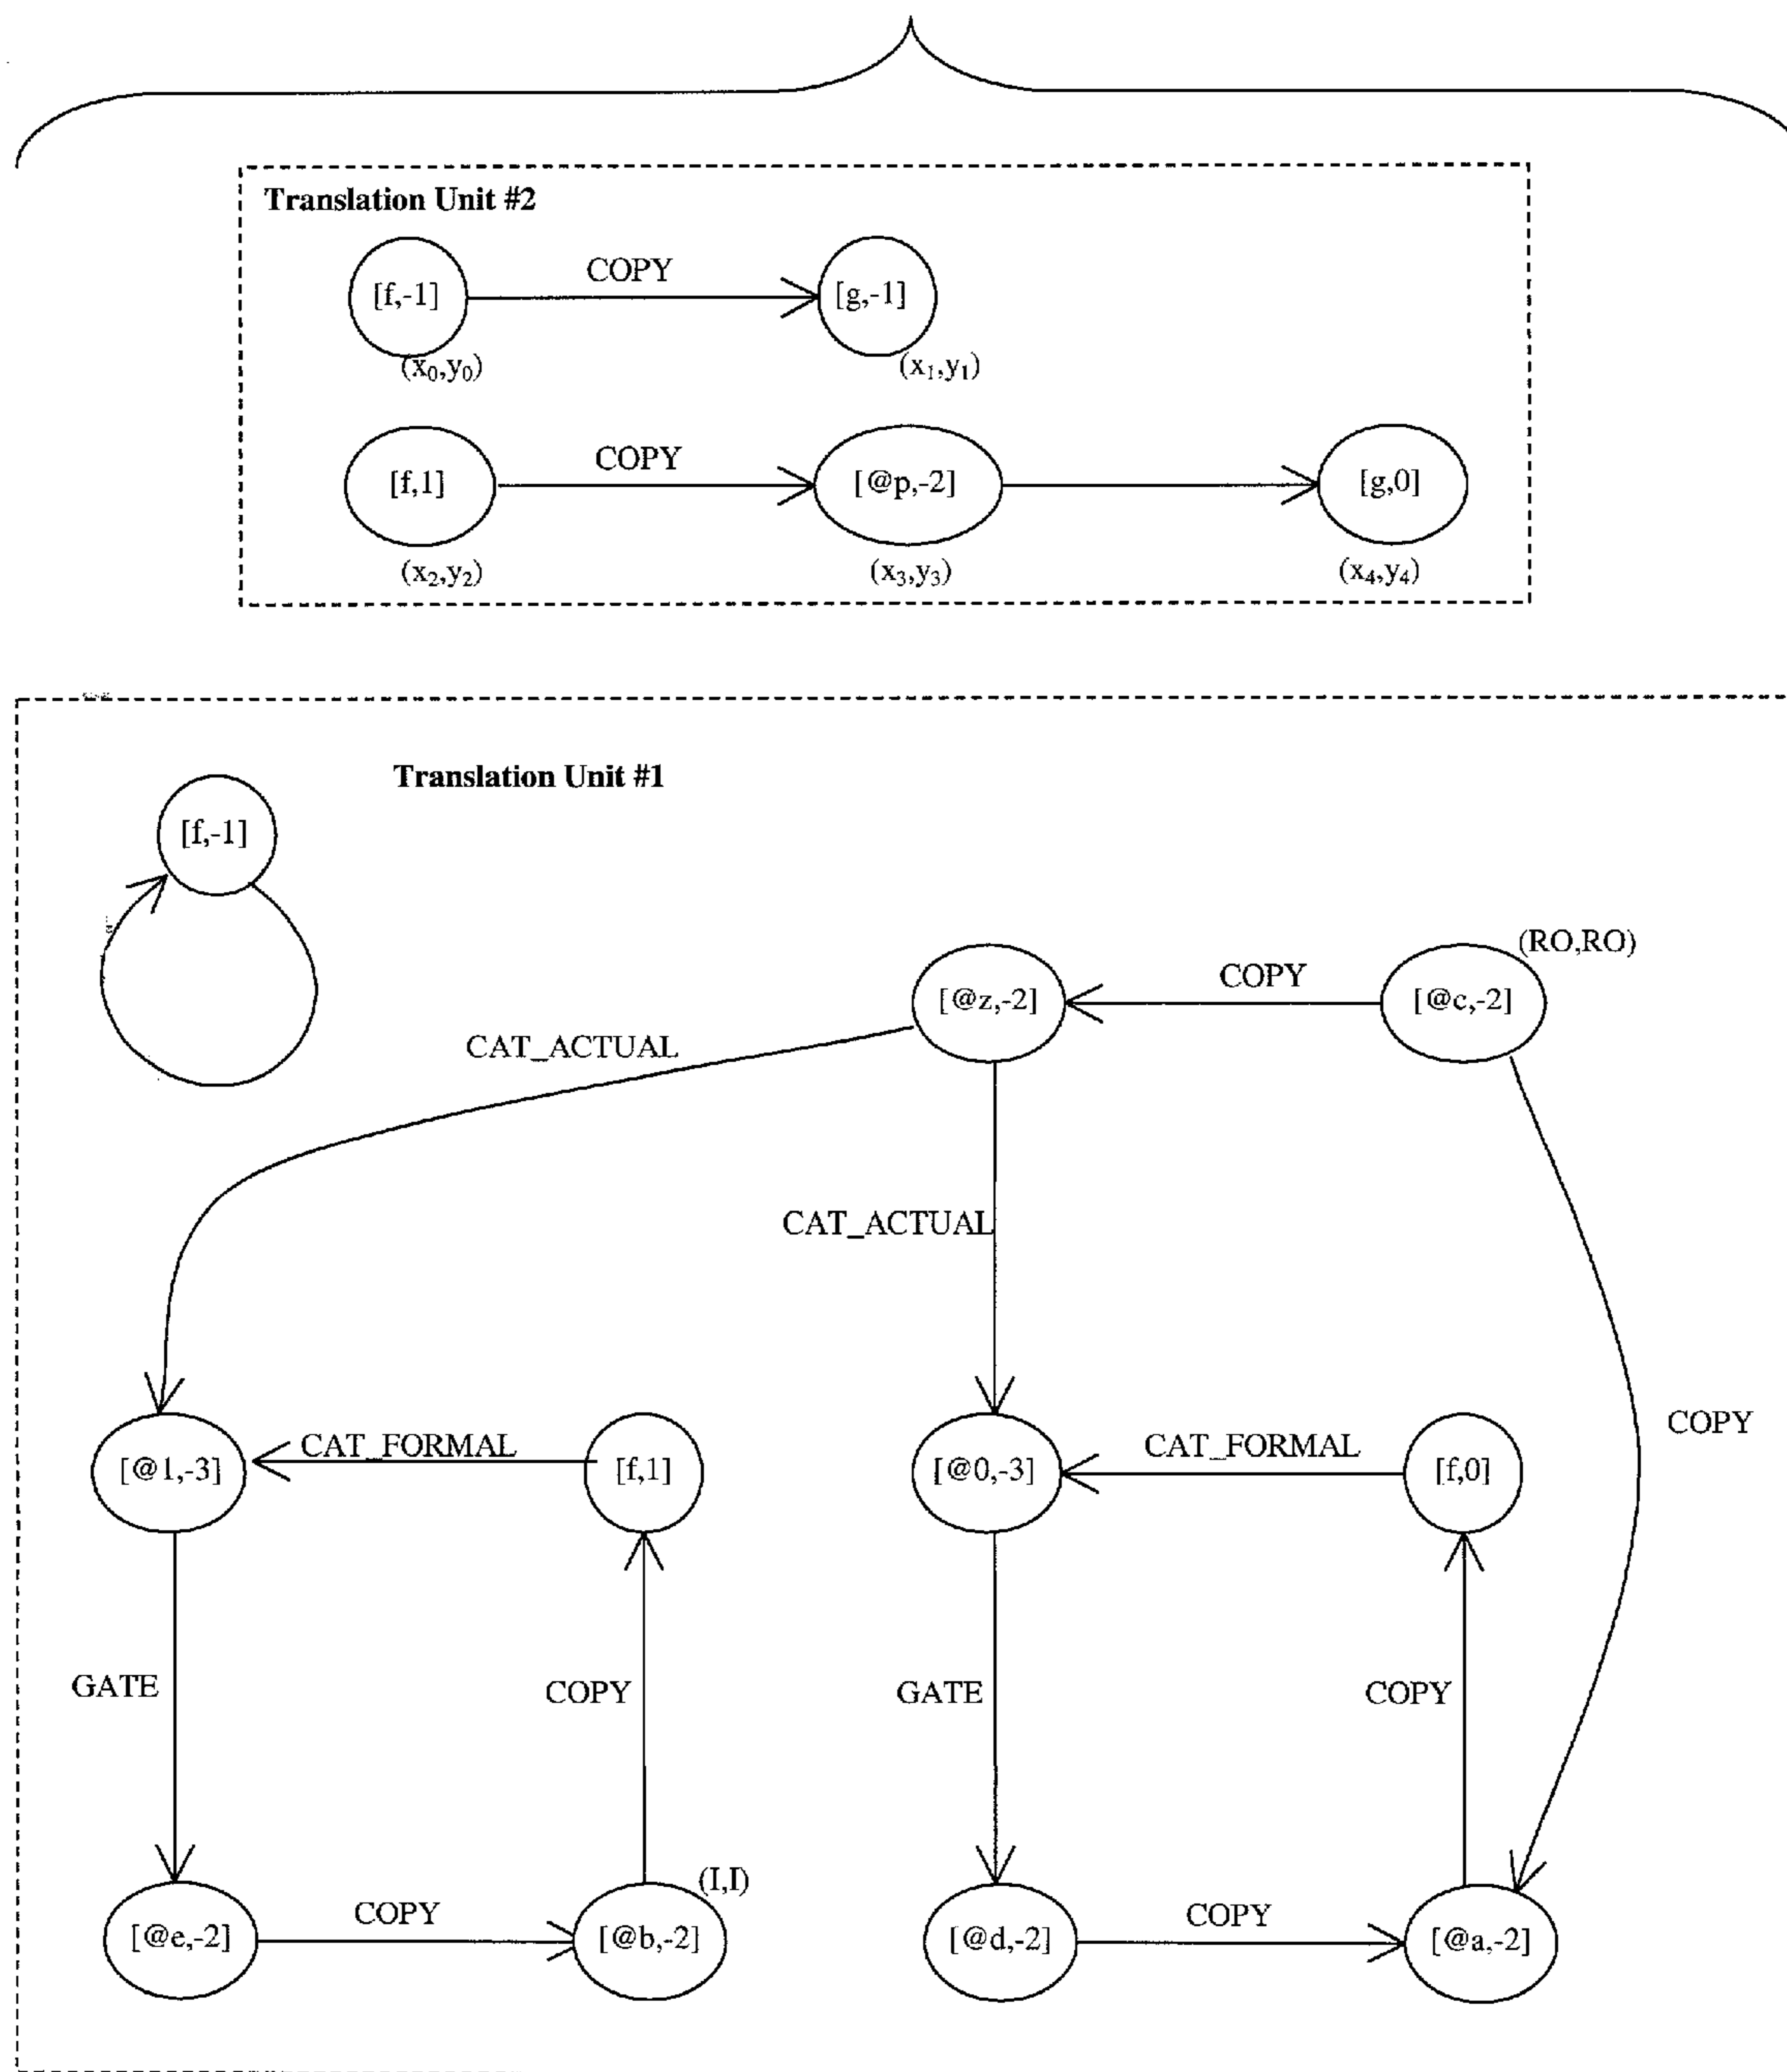 Translation Unit #2
[f,-1] COPY [g,-1]
(x0,y0) (x1,y1)
[f,1] COPY [@p,-2] [g,0]
(x2,y2) (x3,y3) (x4,y4)
Translation Unit #1
[f,-1]
(RO,RO)
[@z,-2] COPY [@c,-2]
CAT_ACTUAL
CAT_ACTUAL
COPY
[@1,-3] CAT_FORMAL [f,1] [@0,-3] CAT_FORMAL [f,0]
GATE COPY GATE COPY
(I,I)
[@e,-2] COPY [@b,-2] [@d,-2] COPY [@a,-2]